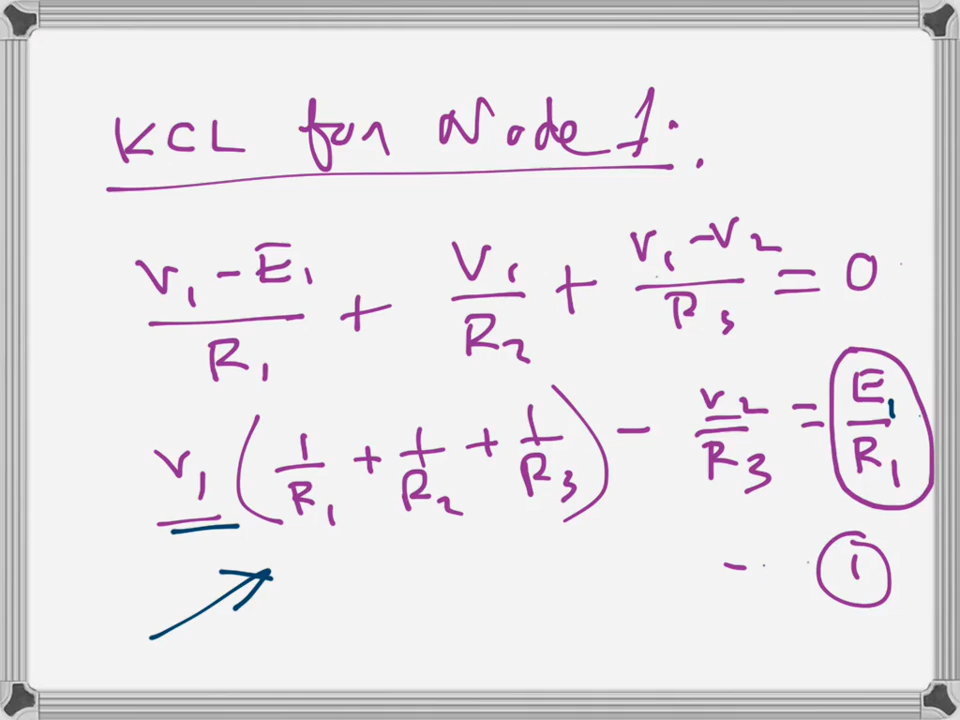 KCL for Node 1:
(V1 - E1)/R1 + V1/R2 + (V1 - V2)/R3 = 0
V1 (1/R1 + 1/R2 + 1/R3) - V2/R3 = E1/R1
- 1